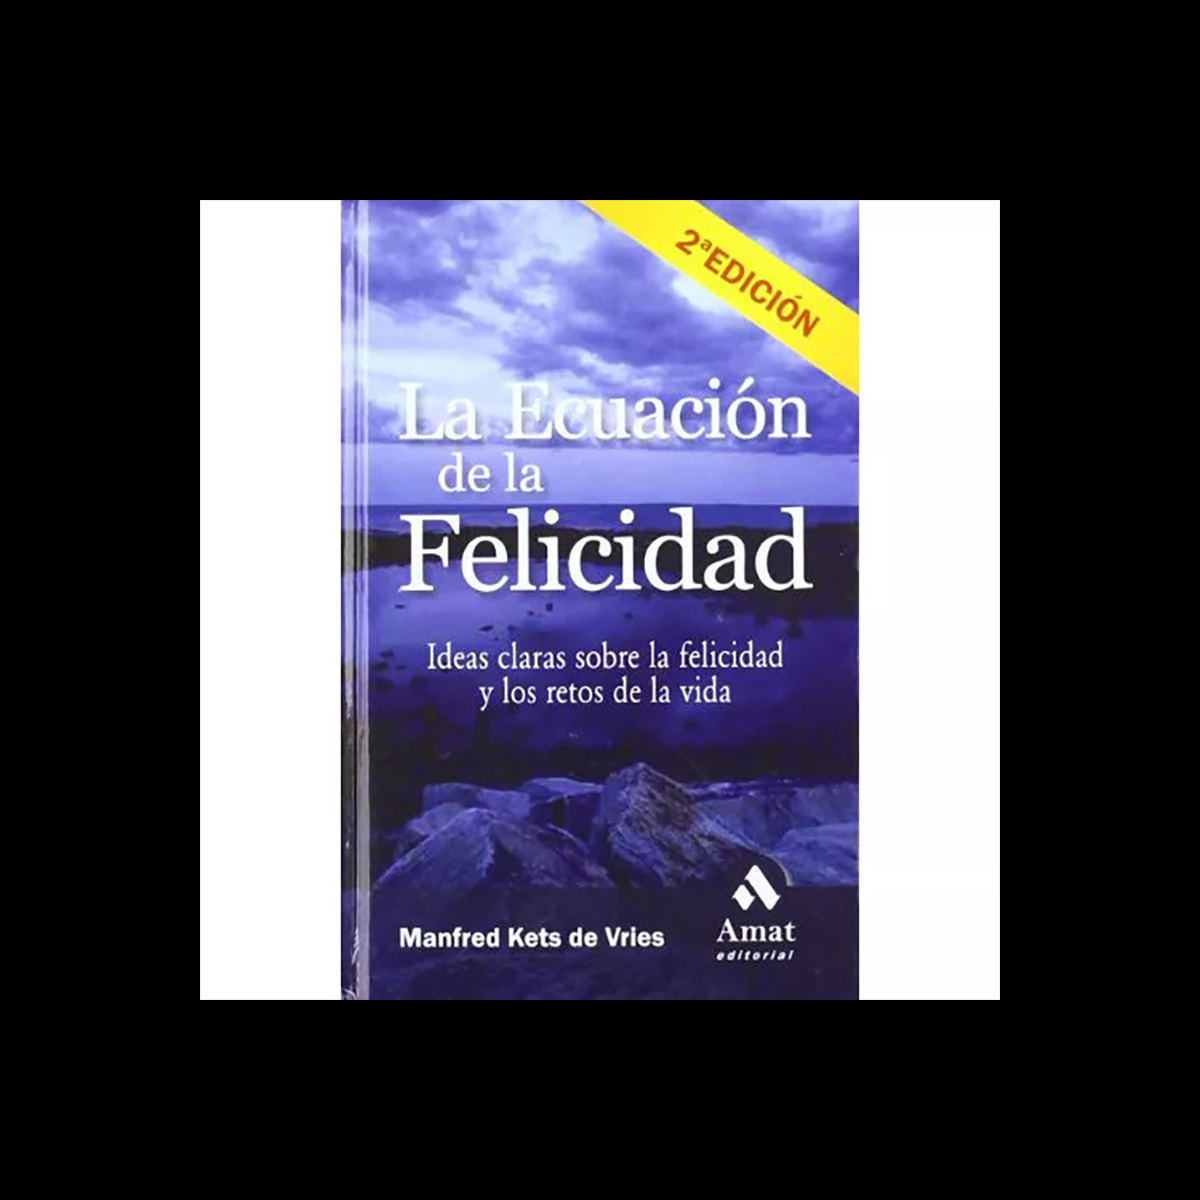 2ª EDICIÓN
La Ecuación
de la
Felicidad
Ideas claras sobre la felicidad
y los retos de la vida
Manfred Kets de Vries
Amat
editorial